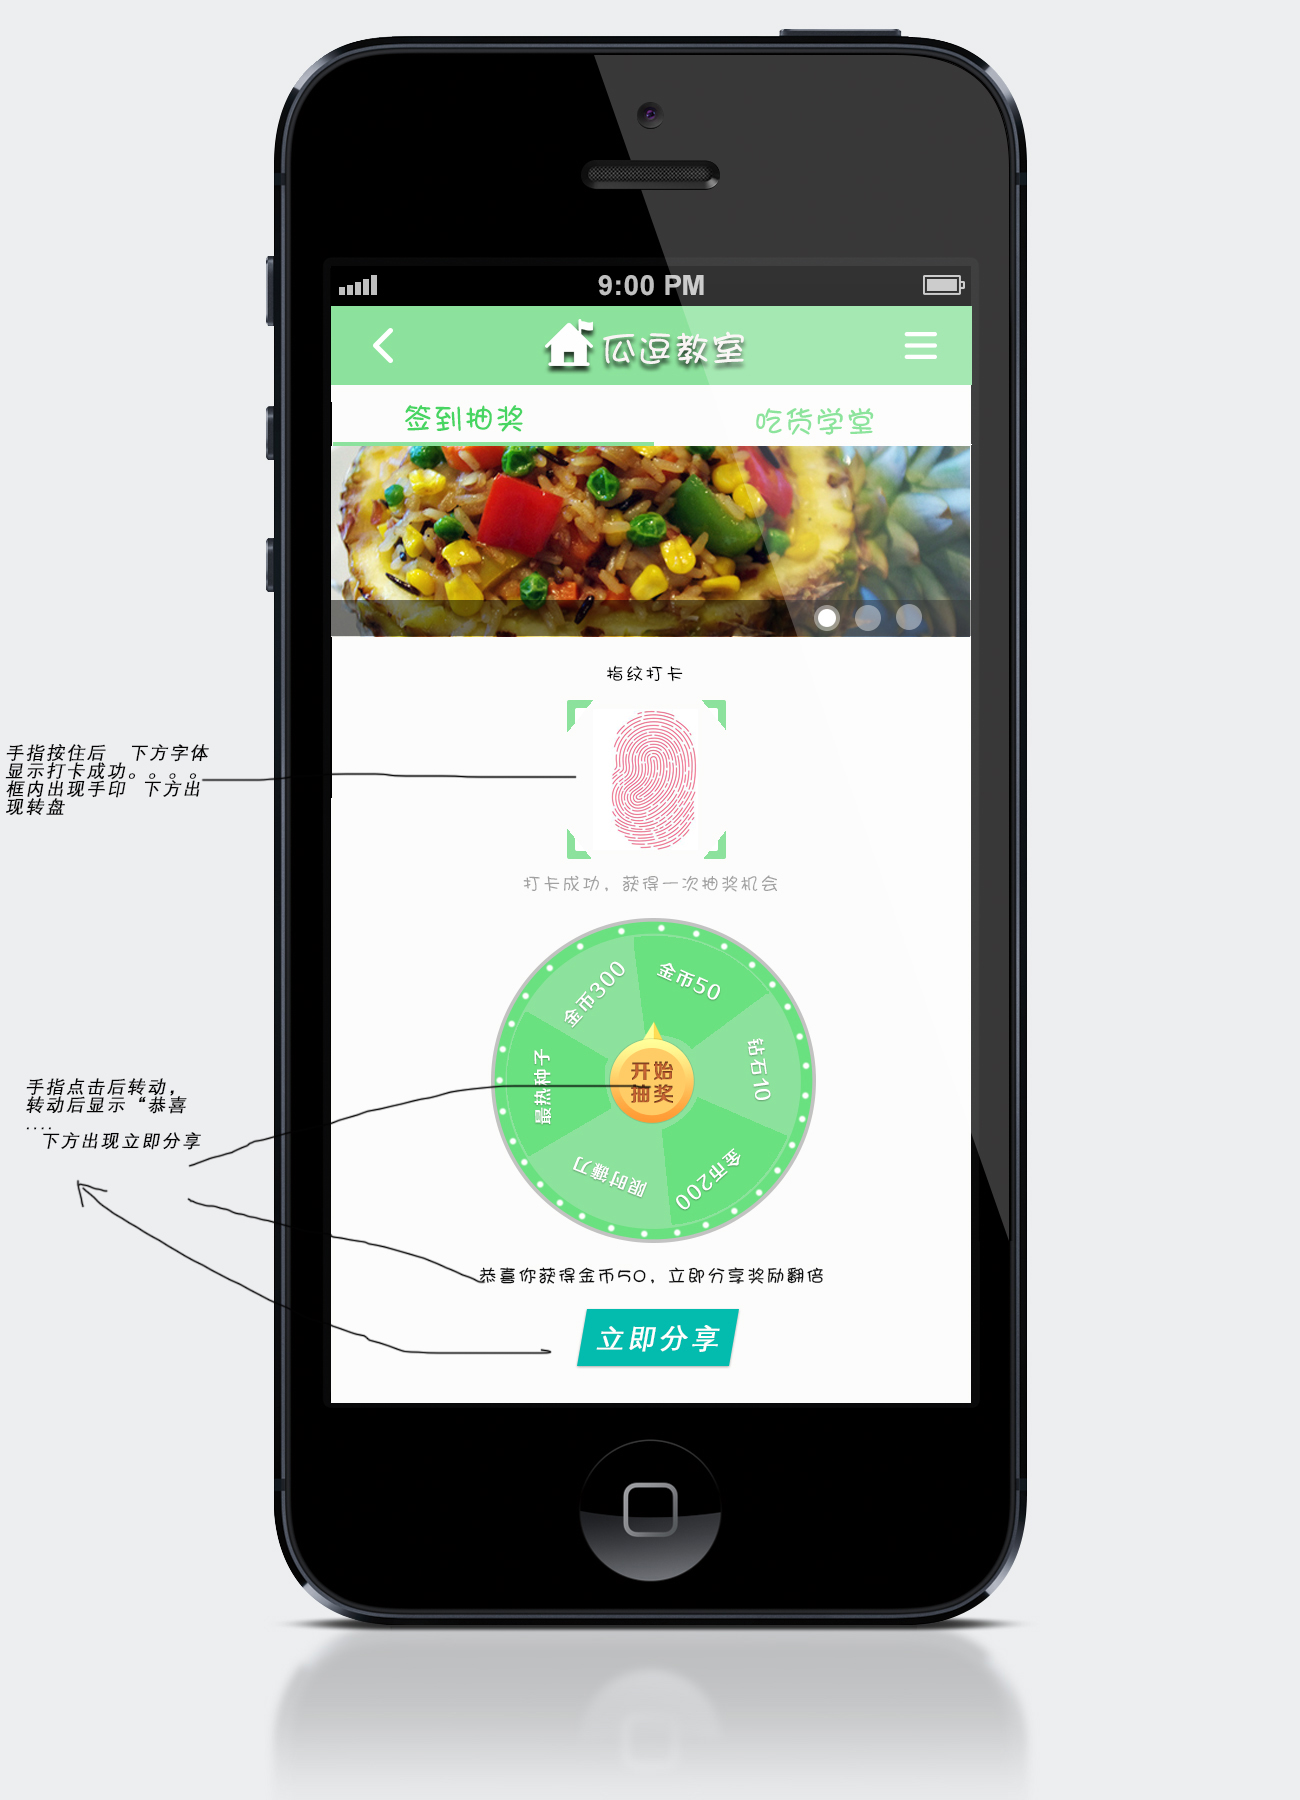 9:00 PM
瓜逗教室
签到抽奖
吃货学堂
指纹打卡
手指按住后 下方字体
显示打卡成功。。。。
框内出现手印 下方出
现转盘
打卡成功，获得一次抽奖机会
金币300
金币50
钻石10
金币200
限时镰刀
最热种子
开始
抽奖
手指点击后转动，
转动后显示“恭喜
....
下方出现立即分享
恭喜你获得金币50，立即分享奖励翻倍
立即分享